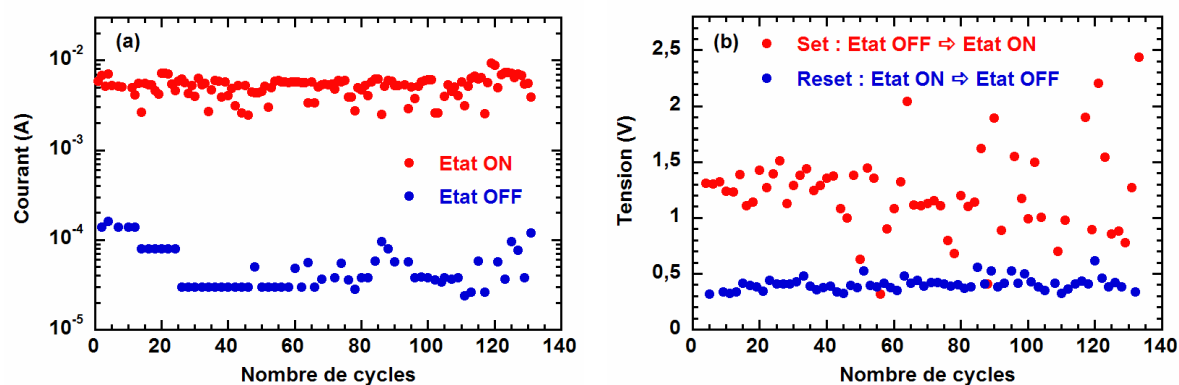 (a)
10⁻²
10⁻³
10⁻⁴
10⁻⁵
Courant (A)
Etat ON
Etat OFF
0 20 40 60 80 100 120 140
Nombre de cycles
(b)
Set : Etat OFF ⇨ Etat ON
Reset : Etat ON ⇨ Etat OFF
2,5
2
1,5
1
0,5
0
Tension (V)
0 20 40 60 80 100 120 140
Nombre de cycles